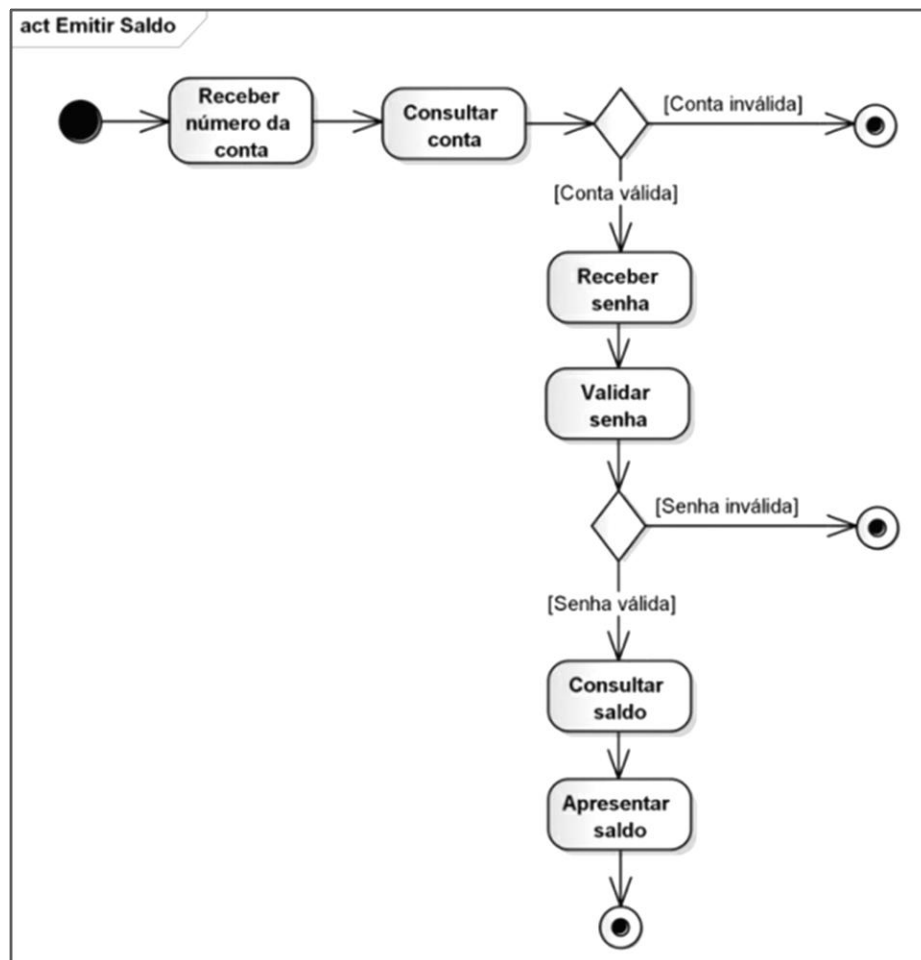 act Emitir Saldo
Receber
número da
conta
Consultar
conta
[Conta inválida]
[Conta válida]
Receber
senha
Validar
senha
[Senha inválida]
[Senha válida]
Consultar
saldo
Apresentar
saldo